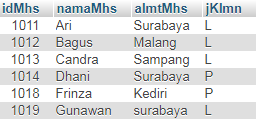 idMhs namaMhs almtMhs jKlmn
1011 Ari Surabaya L
1012 Bagus Malang L
1013 Candra Sampang L
1014 Dhani Surabaya P
1018 Frinza Kediri P
1019 Gunawan surabaya L